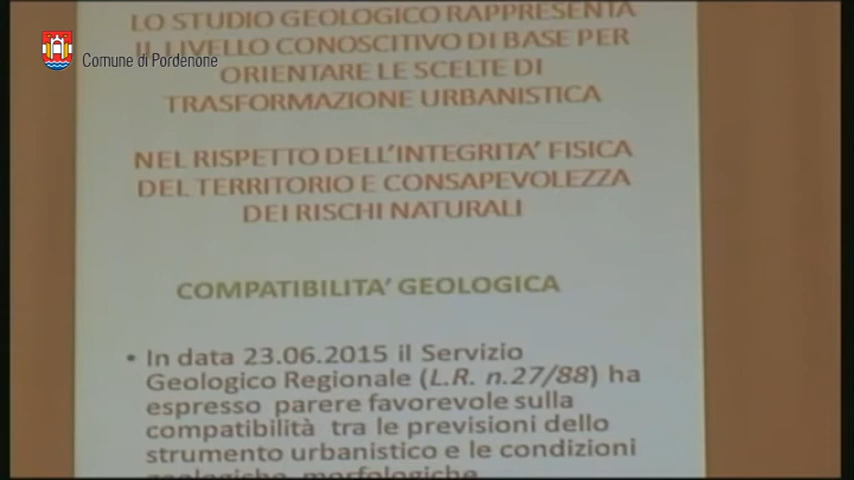 LO STUDIO GEOLOGICO RAPPRESENTA
IL LIVELLO CONOSCITIVO DI BASE PER
ORIENTARE LE SCELTE DI
TRASFORMAZIONE URBANISTICA
NEL RISPETTO DELL'INTEGRITA' FISICA
DEL TERRITORIO E CONSAPEVOLEZZA
DEI RISCHI NATURALI
COMPATIBILITA' GEOLOGICA
• In data 23.06.2015 il Servizio
Geologico Regionale (L.R. n.27/88) ha
espresso parere favorevole sulla
compatibilità tra le previsioni dello
strumento urbanistico e le condizioni
geologiche, morfologiche
Comune di Pordenone